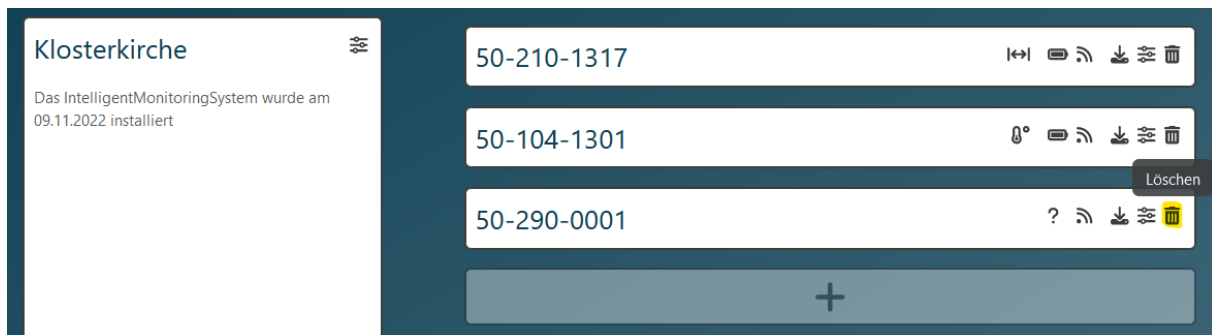 Klosterkirche
Das IntelligentMonitoringSystem wurde am
09.11.2022 installiert
50-210-1317
50-104-1301
Löschen
50-290-0001
?
+